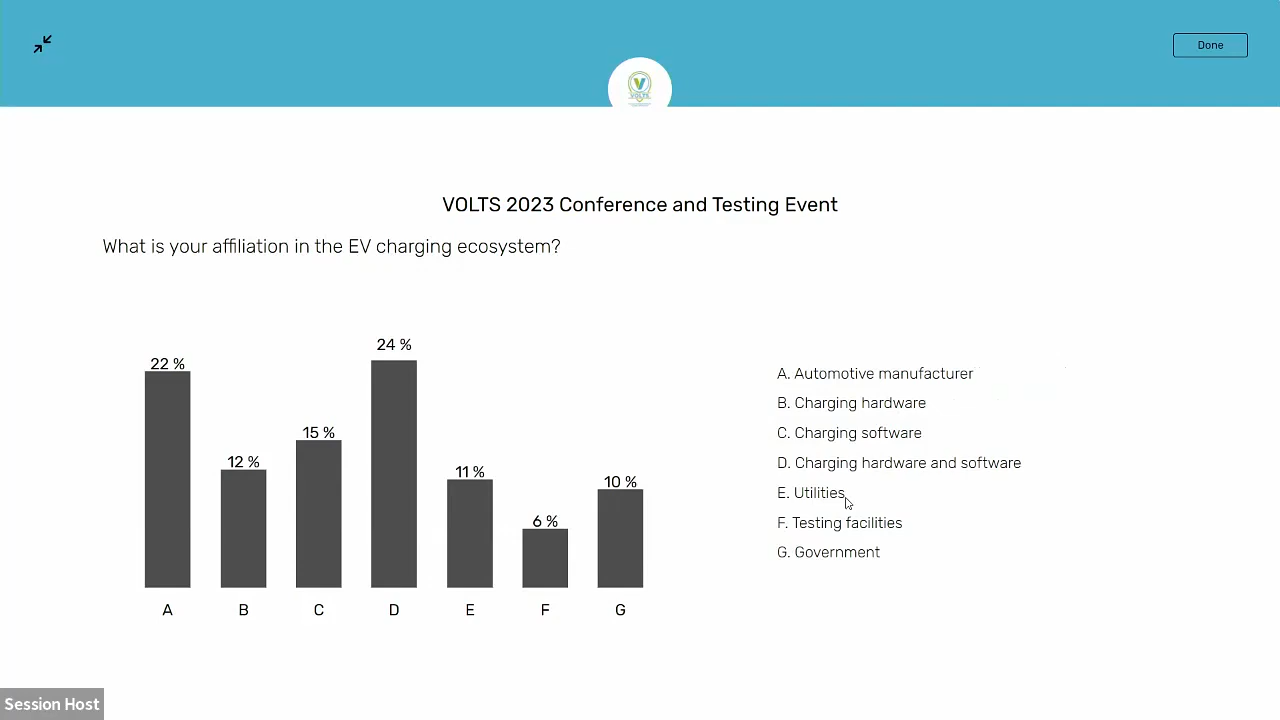 Done
VOLTS
VOLTS 2023 Conference and Testing Event
What is your affiliation in the EV charging ecosystem?
22 %
12 %
15 %
24 %
11 %
6 %
10 %
A
B
C
D
E
F
G
A. Automotive manufacturer
B. Charging hardware
C. Charging software
D. Charging hardware and software
E. Utilities
F. Testing facilities
G. Government
Session Host